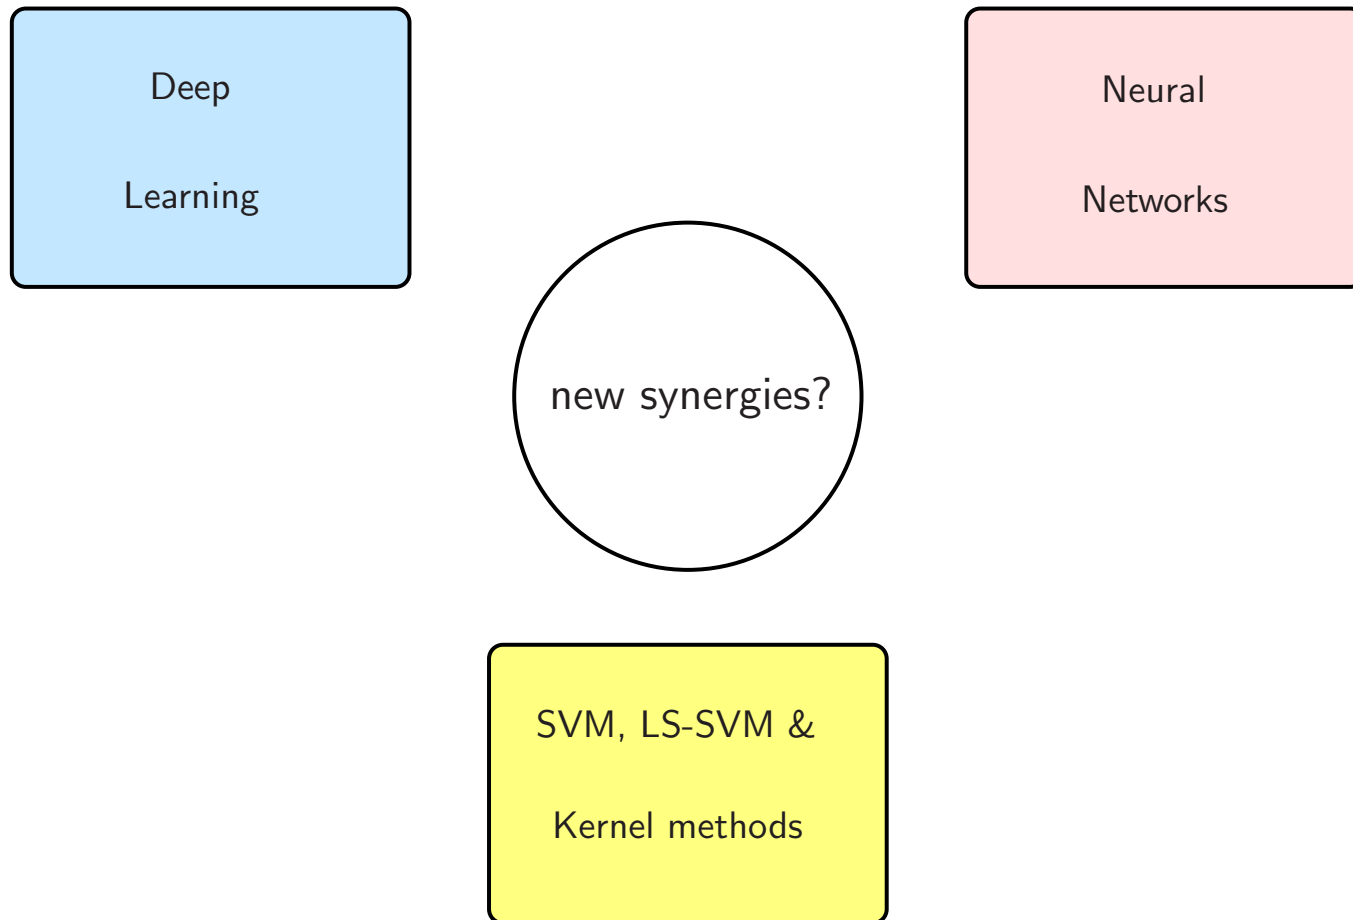 Deep
Learning
Neural
Networks
new synergies?
SVM, LS-SVM &
Kernel methods